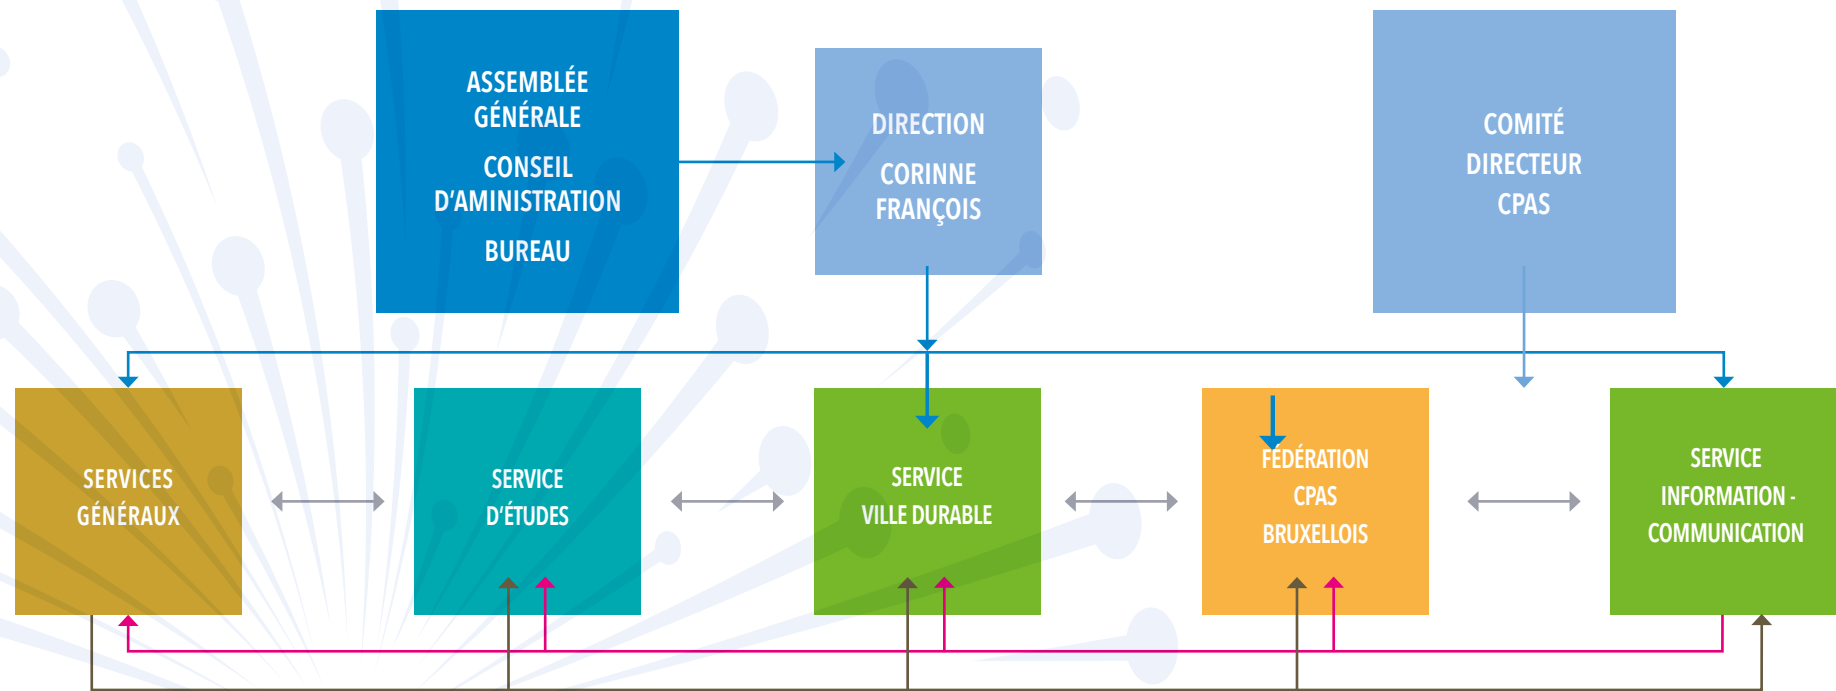 ASSEMBLÉE
GÉNÉRALE
CONSEIL
D'AMINISTRATION
BUREAU
DIRECTION
CORINNE
FRANÇOIS
COMITÉ
DIRECTEUR
CPAS
SERVICES
GÉNÉRAUX
SERVICE
D'ÉTUDES
SERVICE
VILLE DURABLE
FÉDÉRATION
CPAS
BRUXELLOIS
SERVICE
INFORMATION -
COMMUNICATION